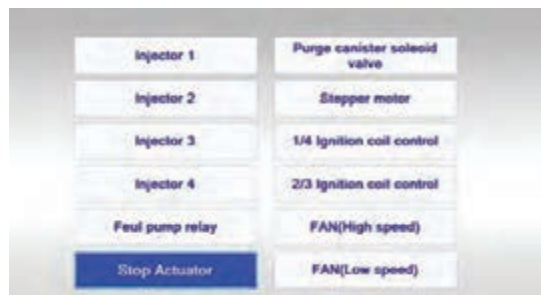 Injector 1
Injector 2
Injector 3
Injector 4
Feul pump relay
Stop Actuator
Purge canister soleoid
valve
Stepper motor
1/4 Ignition coil control
2/3 Ignition coil control
FAN(High speed)
FAN(Low speed)